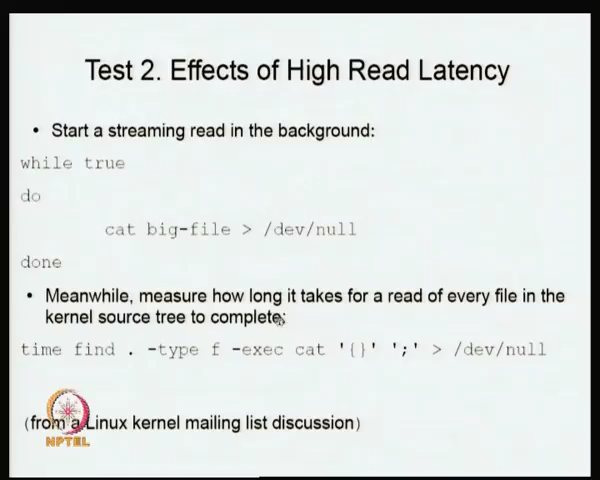 Test 2. Effects of High Read Latency
• Start a streaming read in the background:
while true
do
cat big-file > /dev/null
done
• Meanwhile, measure how long it takes for a read of every file in the
kernel source tree to complete:
time find . -type f -exec cat '{}' ';' > /dev/null
(from a Linux kernel mailing list discussion)
NPTEL